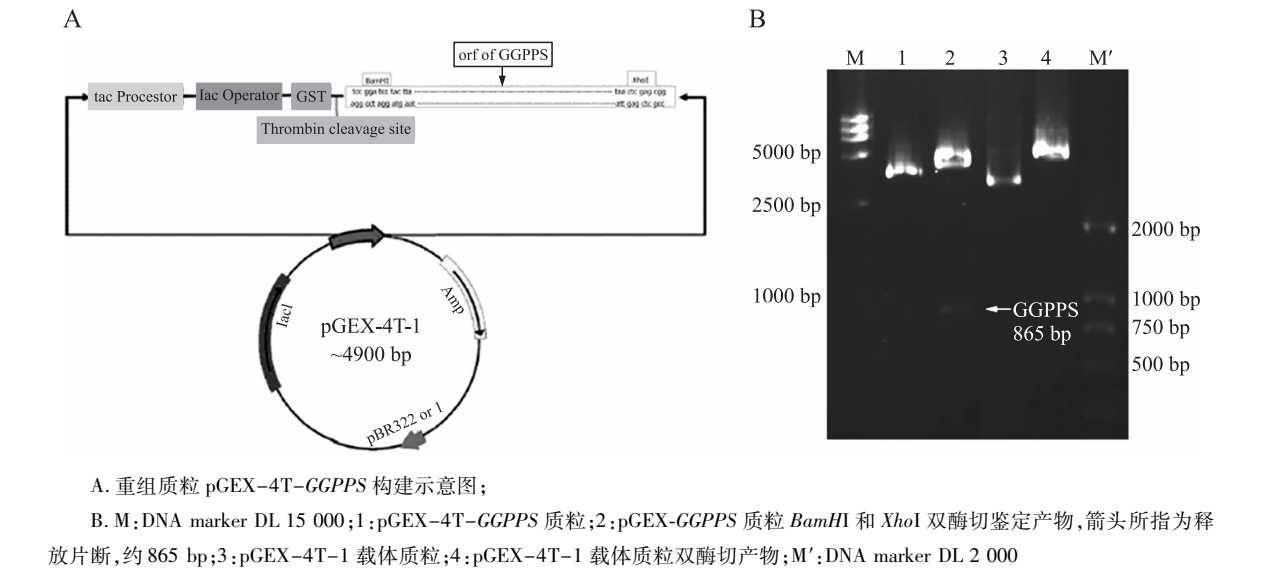 A
B
orf of GGPPS
BamHI
XhoI
tac Procestor
Iac Operator
GST
tcc gga tcc tac tta
taa ctc gag cgg
agg cct agg atg aat
att gag ctc gcc
Thrombin cleavage site
Iacl
Amp
pGEX-4T-1
~4900 bp
pBR322 or 1
M 1 2 3 4 M′
5000 bp
2500 bp
1000 bp
2000 bp
1000 bp
750 bp
500 bp
GGPPS
865 bp
A. 重组质粒 pGEX-4T-GGPPS 构建示意图;
B. M:DNA marker DL 15 000;1:pGEX-4T-GGPPS 质粒;2:pGEX-GGPPS 质粒 BamHI 和 XhoI 双酶切鉴定产物,箭头所指为释
放片断,约 865 bp;3:pGEX-4T-1 载体质粒;4:pGEX-4T-1 载体质粒双酶切产物;M′:DNA marker DL 2 000